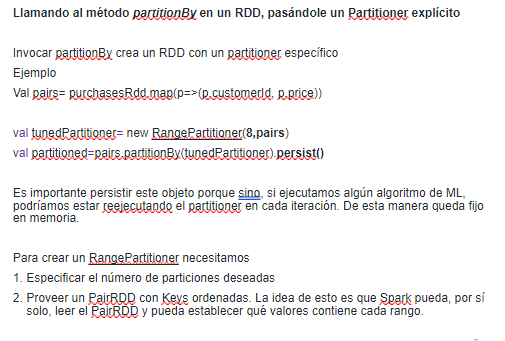 Llamando al método partitionBy en un RDD, pasándole un Partitioner explícito
Invocar partitionBy crea un RDD con un partitioner específico
Ejemplo
Val pairs= purchasesRdd.map(p=>(p.customerId, p.price))
val tunedPartitioner= new RangePartitioner(8,pairs)
val partitioned=pairs.partitionBy(tunedPartitioner).persist()
Es importante persistir este objeto porque sino, si ejecutamos algún algoritmo de ML,
podríamos estar reejecutando el partitioner en cada iteración. De esta manera queda fijo
en memoria.
Para crear un RangePartitioner necesitamos
1. Especificar el número de particiones deseadas
2. Proveer un PairRDD con Keys ordenadas. La idea de esto es que Spark pueda, por sí
solo, leer el PairRDD y pueda establecer qué valores contiene cada rango.